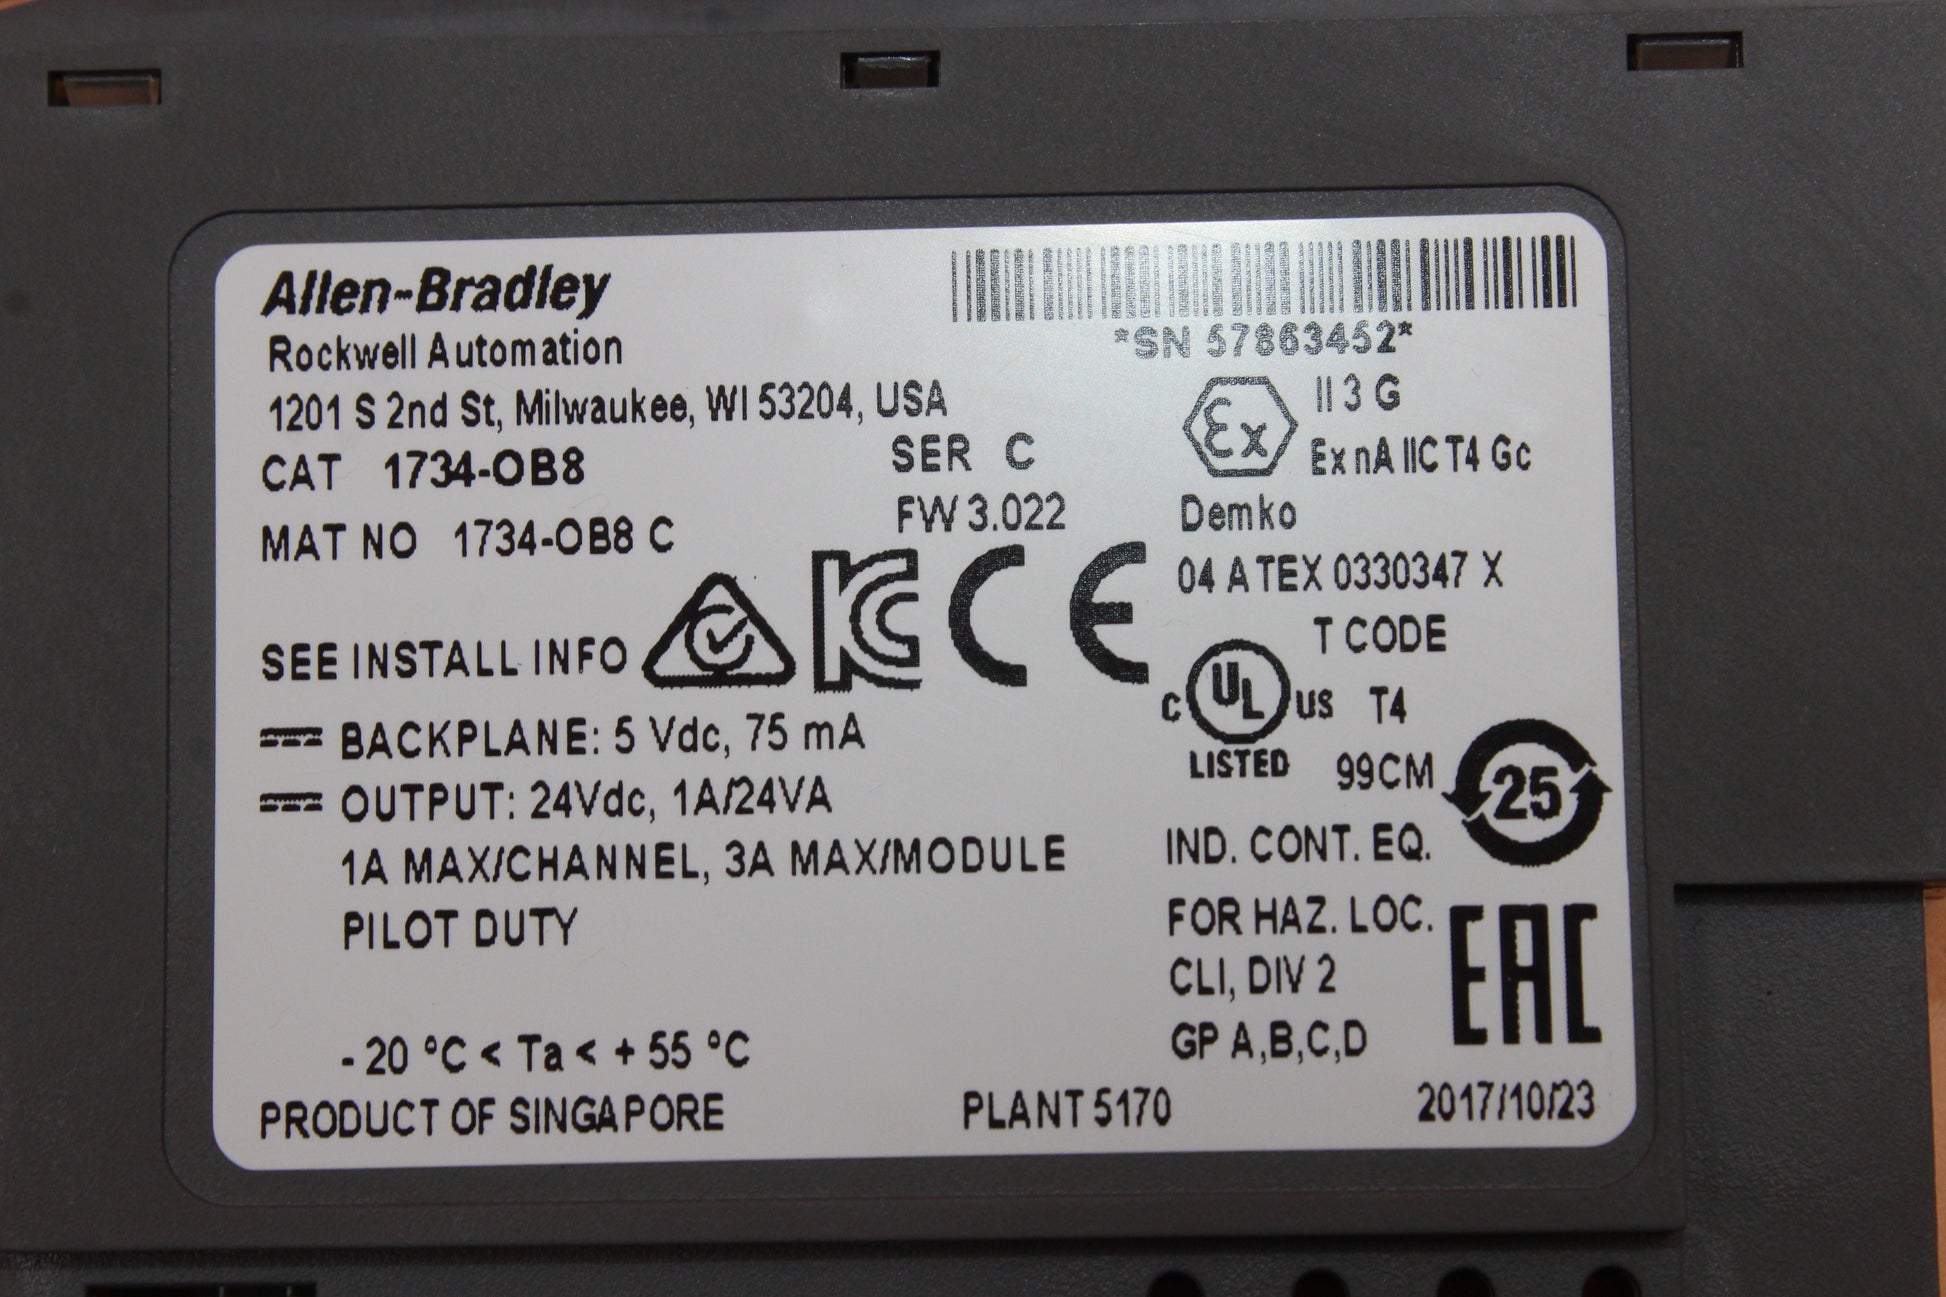 Allen-Bradley
*SN 57863452*
Rockwell Automation
1201 S 2nd St, Milwaukee, WI 53204, USA
CAT 1734-OB8
SER C
MAT NO 1734-OB8 C
FW 3.022
Ex
II 3 G
Ex nA IIC T4 Gc
Demko
04 ATEX 0330347 X
SEE INSTALL INFO
KC
CE
T CODE
C UL US T4
LISTED
99CM
25
BACKPLANE: 5 Vdc, 75 mA
OUTPUT: 24Vdc, 1A/24VA
1A MAX/CHANNEL, 3A MAX/MODULE
PILOT DUTY
IND. CONT. EQ.
FOR HAZ. LOC.
CLI, DIV 2
GP A,B,C,D
EAC
- 20 °C < Ta < + 55 °C
PRODUCT OF SINGAPORE
PLANT 5170
2017/10/23